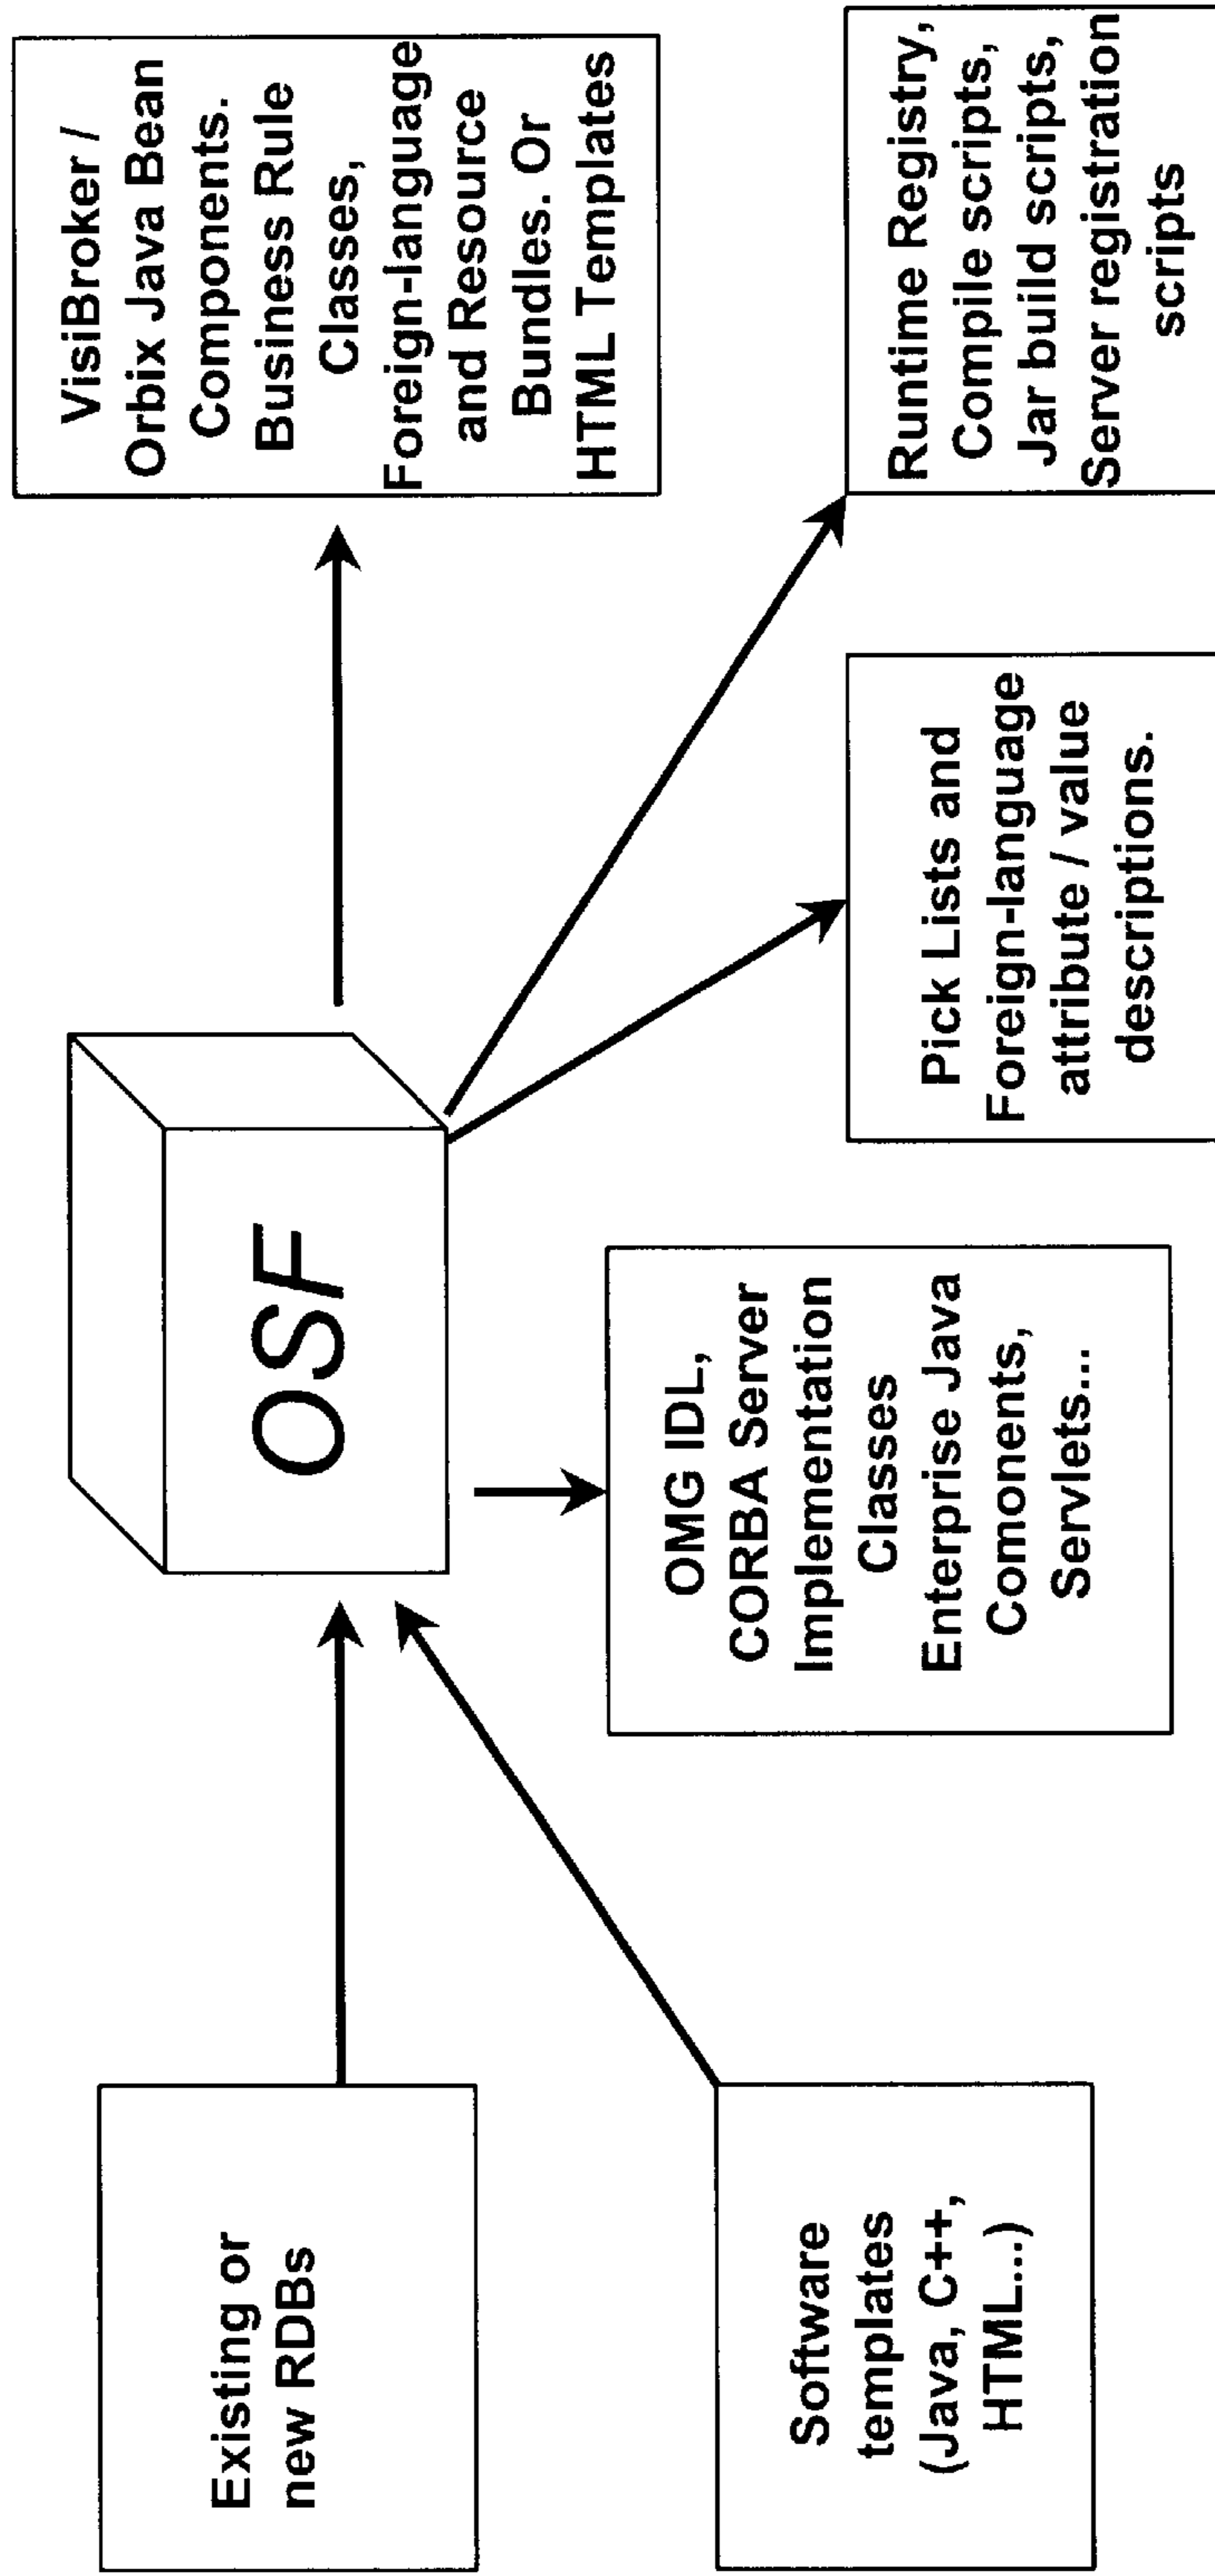 Existing or
new RDBs
Software
templates
(Java, C++,
HTML...)
OSF
OMG IDL,
CORBA Server
Implementation
Classes
Enterprise Java
Comonents,
Servlets...
Pick Lists and
Foreign-language
attribute / value
descriptions.
VisiBroker /
Orbix Java Bean
Components.
Business Rule
Classes,
Foreign-language
and Resource
Bundles. Or
HTML Templates
Runtime Registry,
Compile scripts,
Jar build scripts,
Server registration
scripts